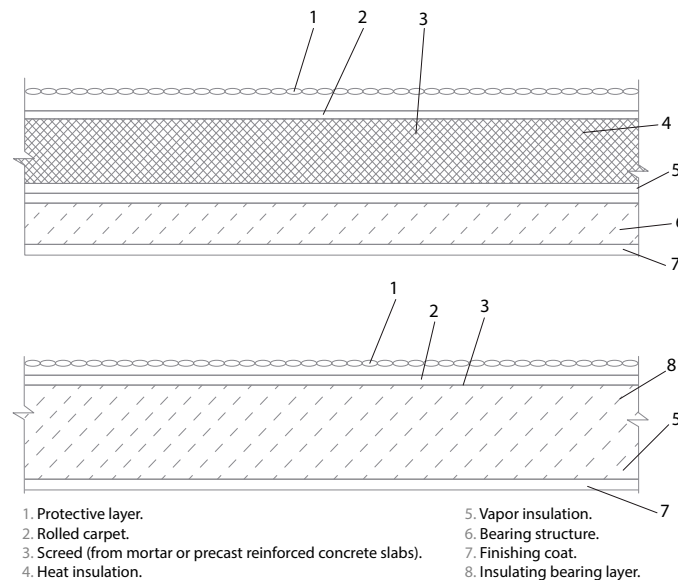 1 2 3
4
5
6
7
1 2 3
8
5
7
1. Protective layer.
2. Rolled carpet.
3. Screed (from mortar or precast reinforced concrete slabs).
4. Heat insulation.
5. Vapor insulation.
6. Bearing structure.
7. Finishing coat.
8. Insulating bearing layer.